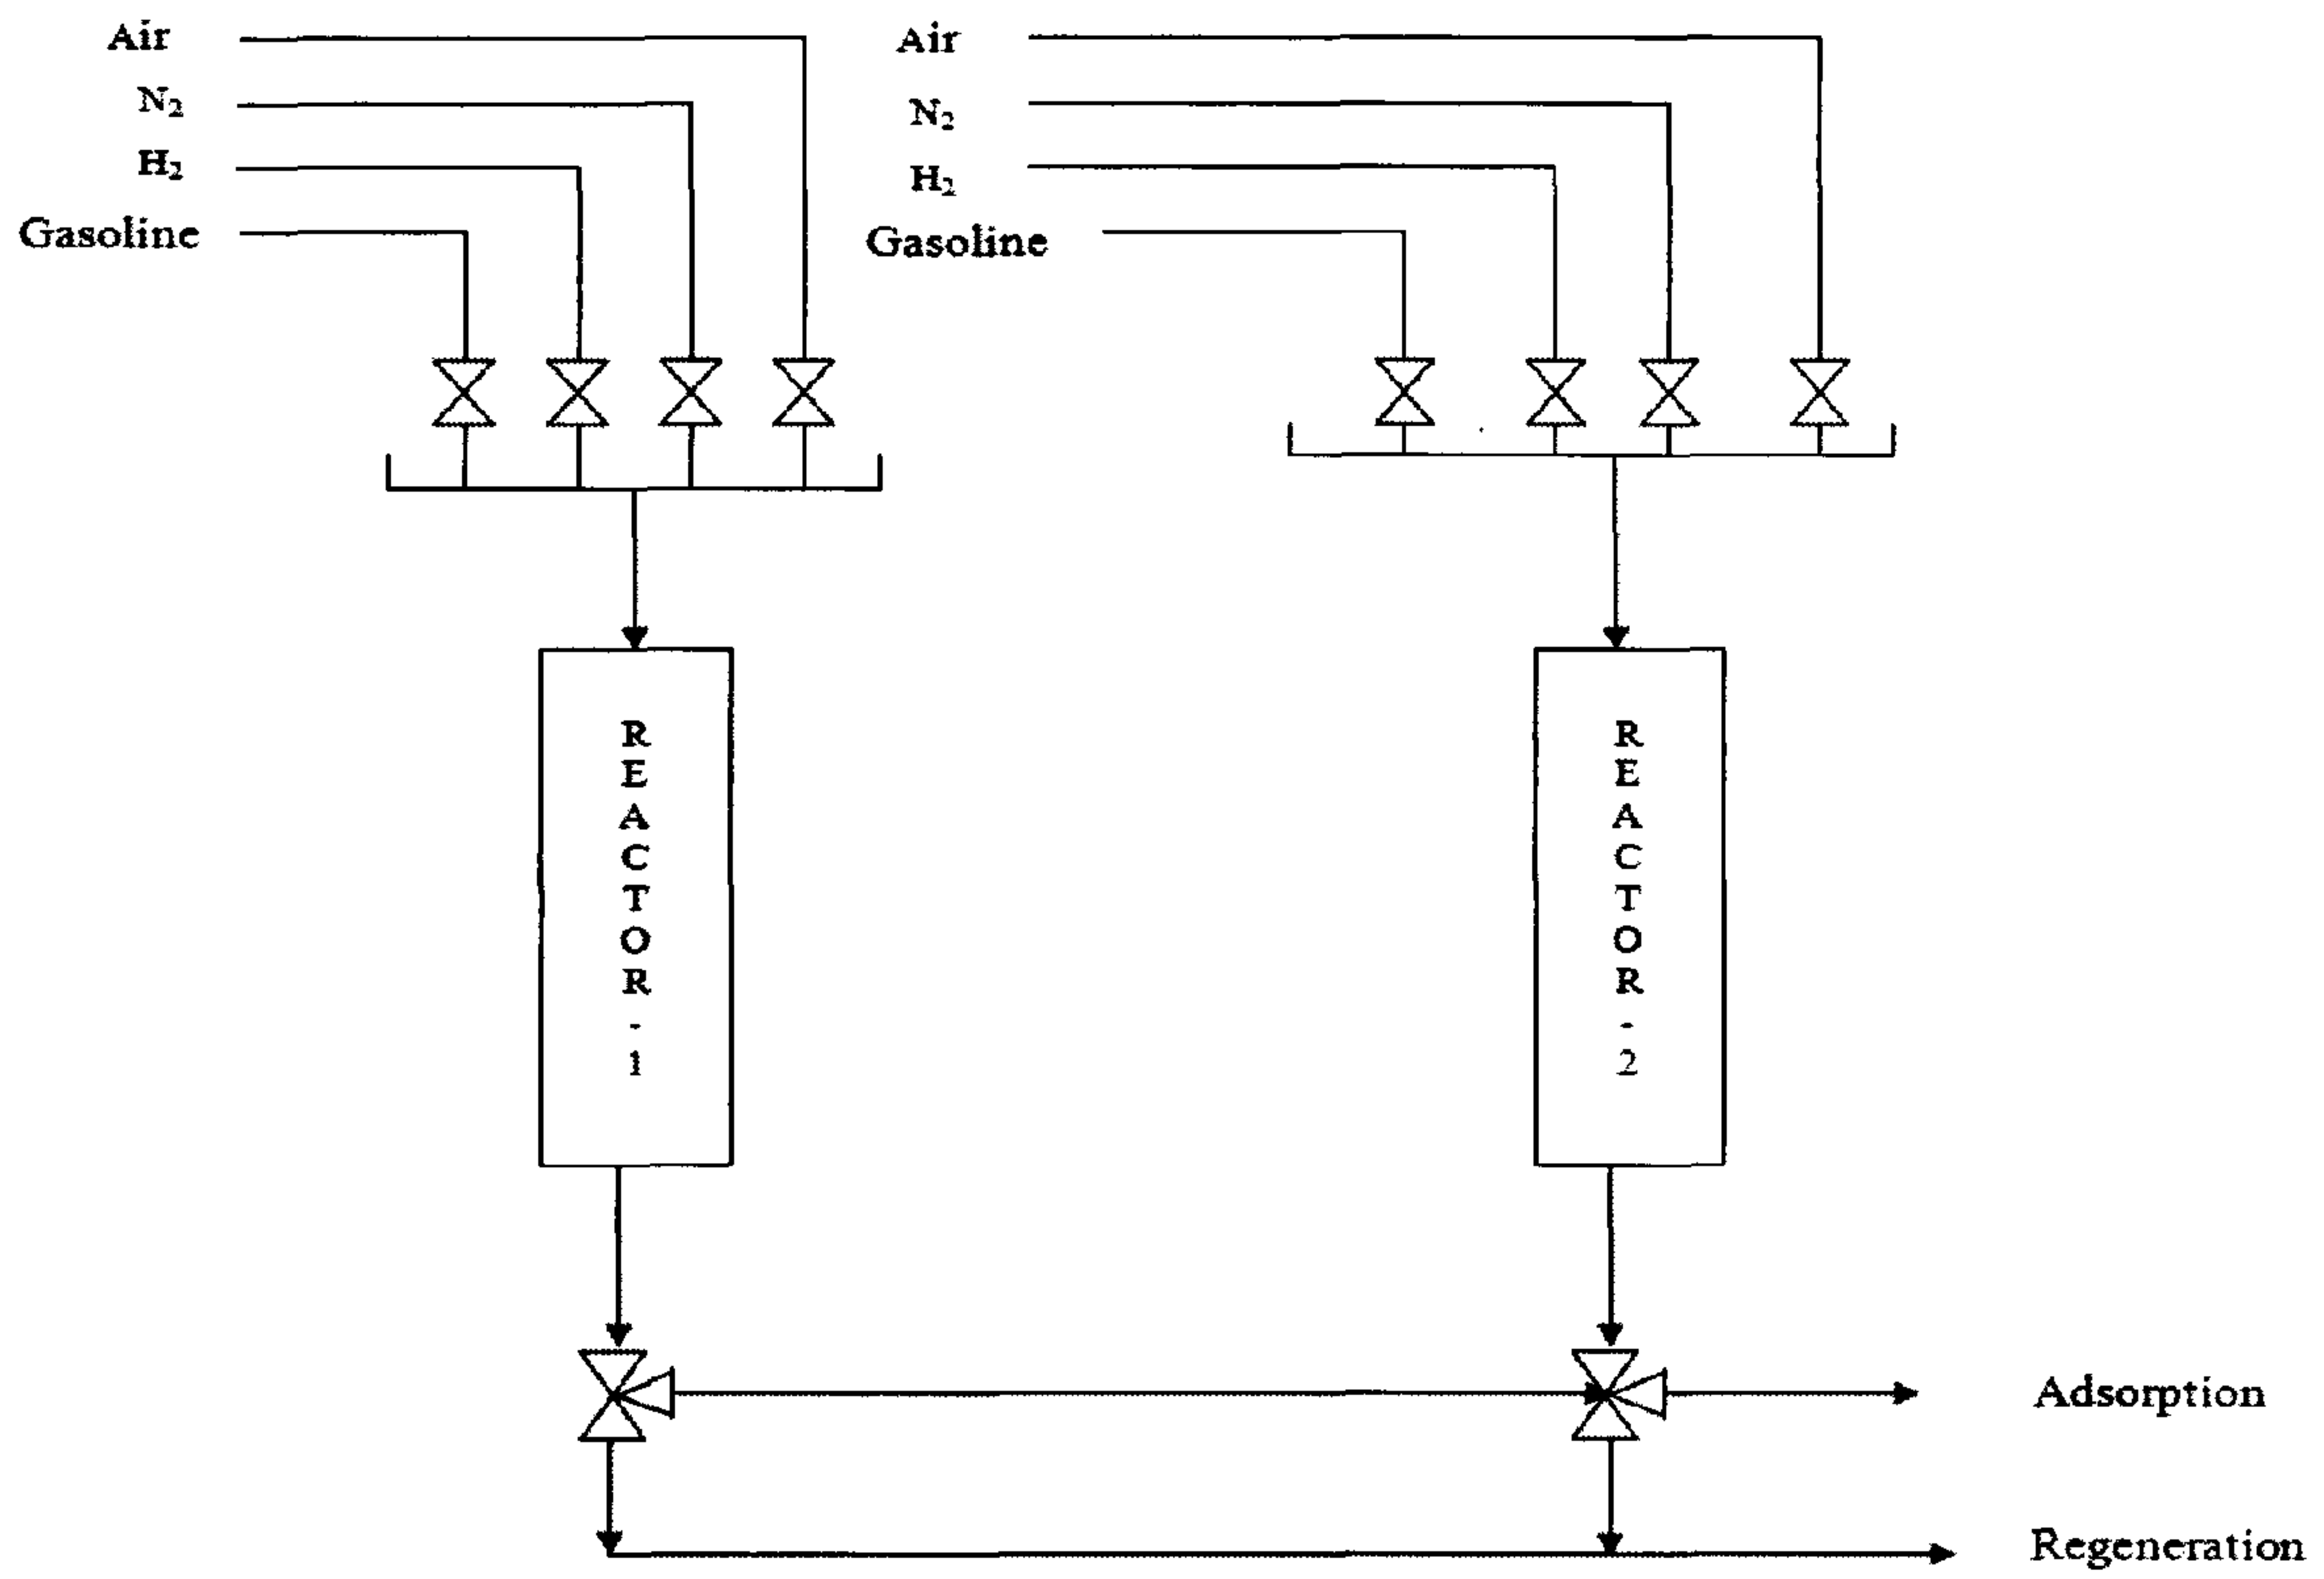 Air
N₂
H₂
Gasoline
Air
N₂
H₂
Gasoline
REACTOR-1
REACTOR-2
Adsorption
Regeneration